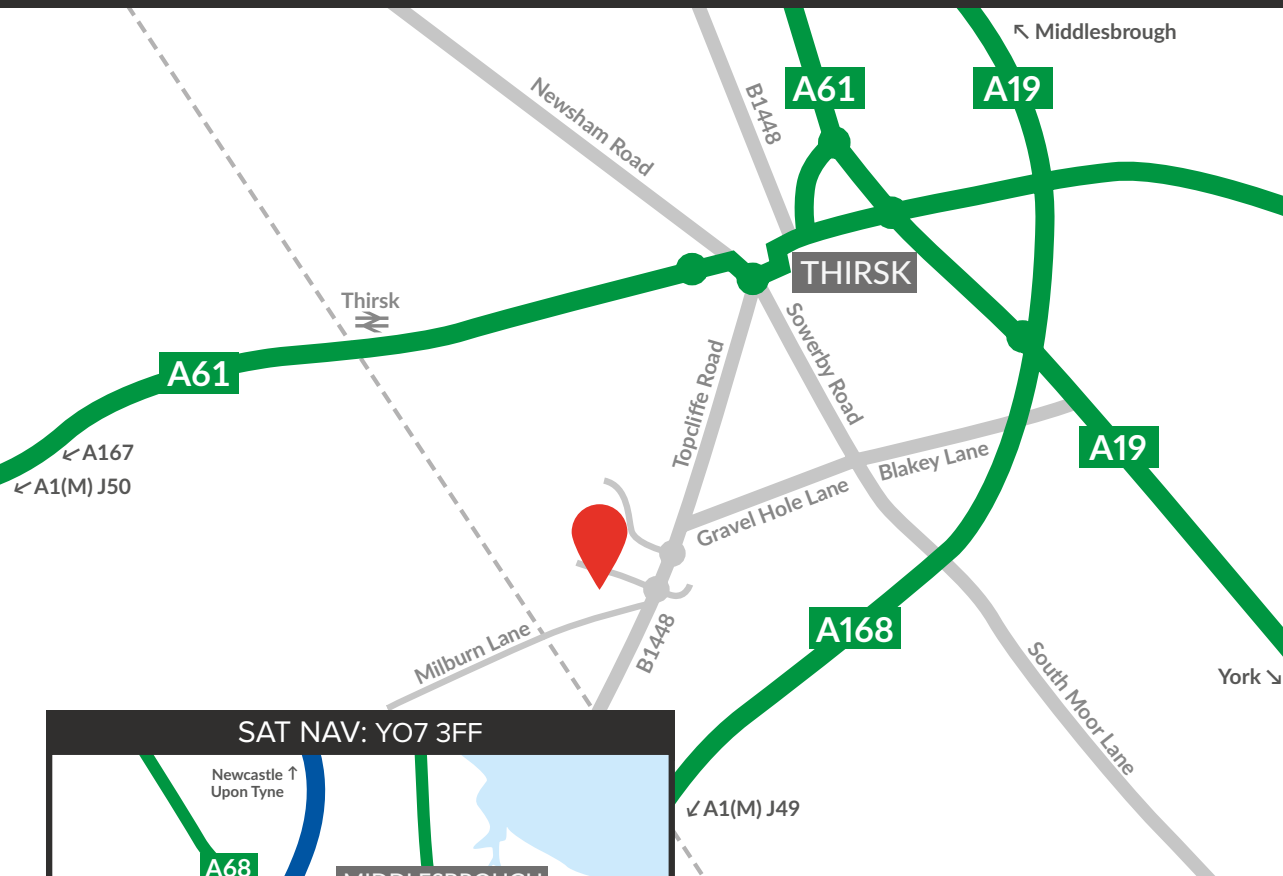 ↖ Middlesbrough
A61
A19
B1448
Newsham Road
THIRSK
Thirsk
Sowerby Road
Topcliffe Road
A61
A19
↙ A167
Blakey Lane
↙ A1(M) J50
Gravel Hole Lane
A168
Milburn Lane
B1448
South Moor Lane
York ↘
SAT NAV: YO7 3FF
Newcastle ↑
Upon Tyne
↙ A1(M) J49
A68
MIDDLESBROUGH